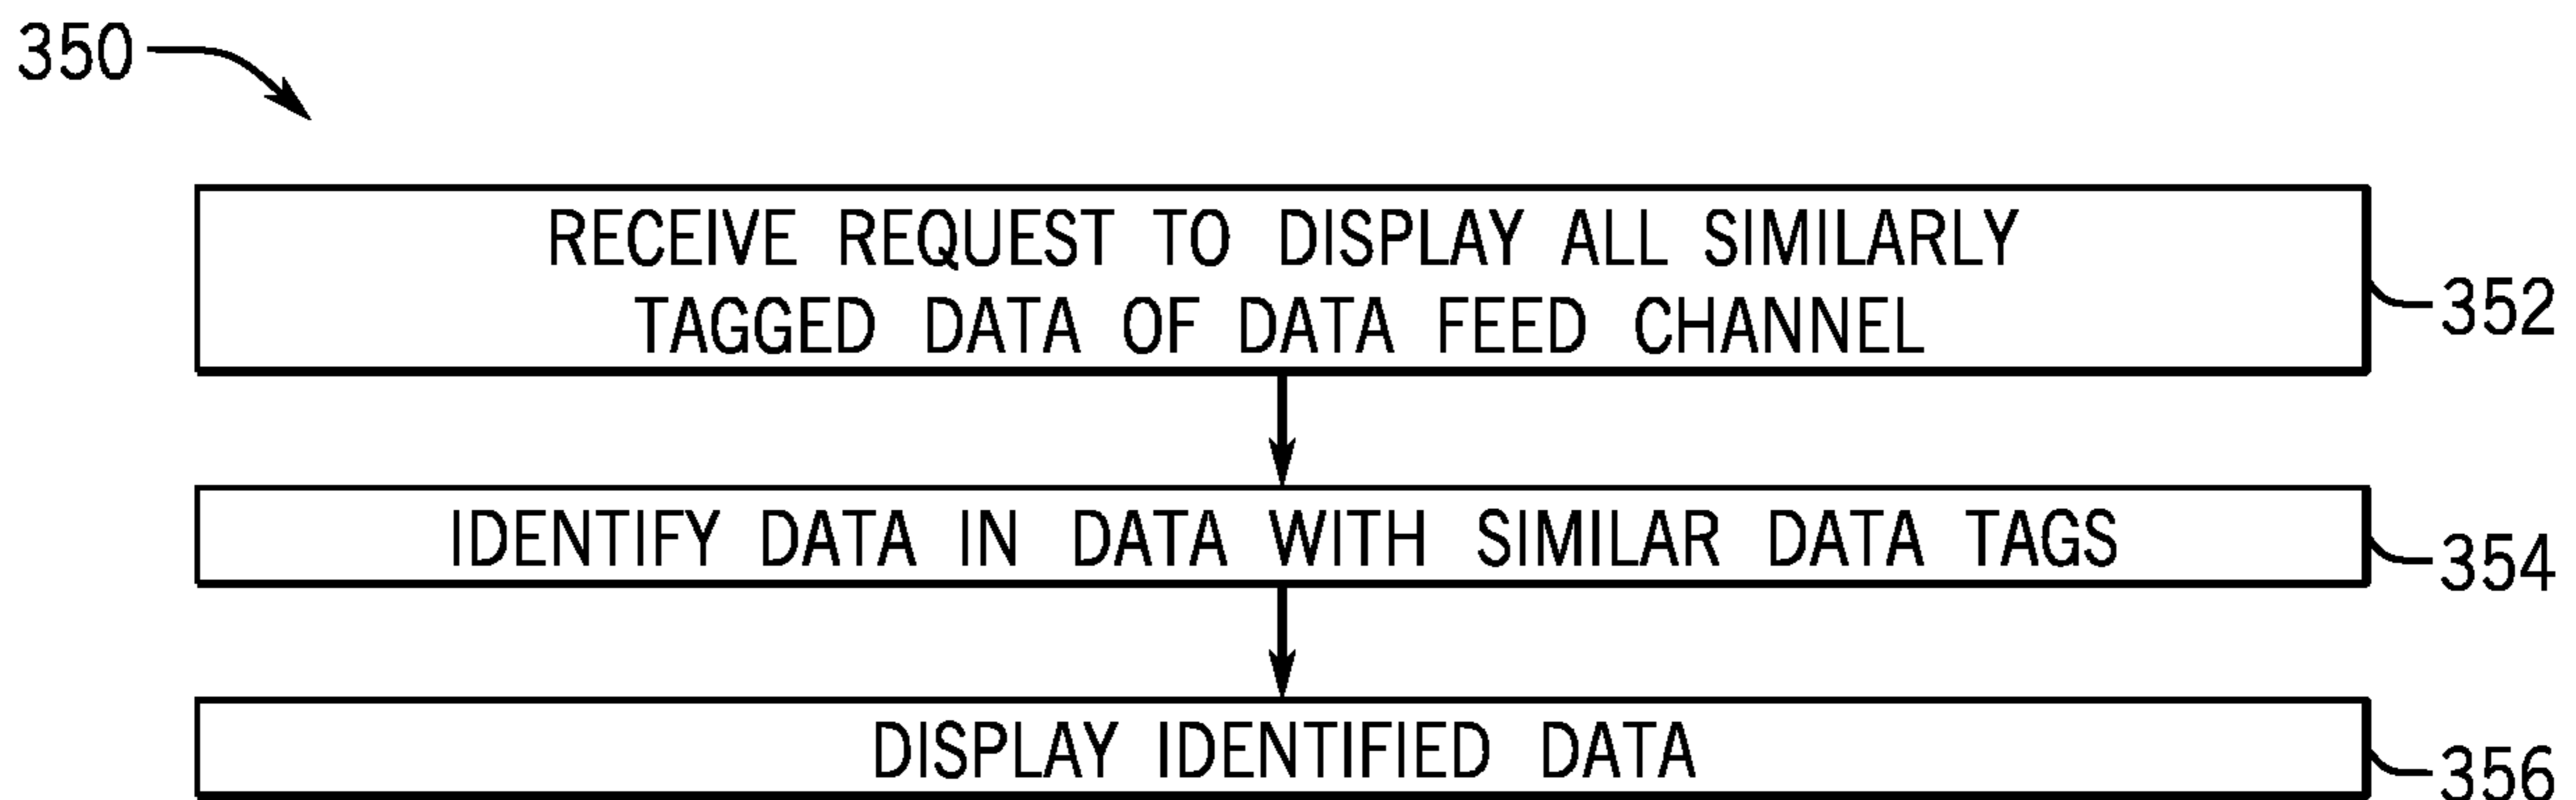 350
RECEIVE REQUEST TO DISPLAY ALL SIMILARLY
TAGGED DATA OF DATA FEED CHANNEL
352
IDENTIFY DATA IN DATA WITH SIMILAR DATA TAGS
354
DISPLAY IDENTIFIED DATA
356